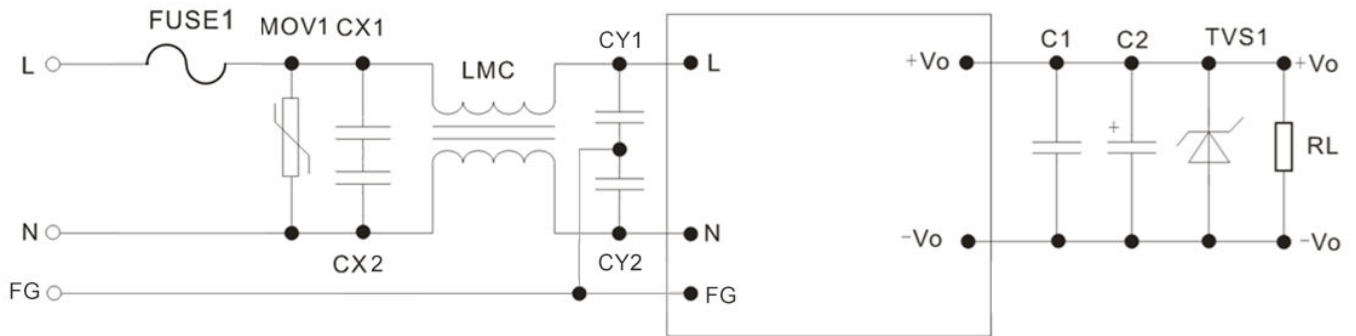 FUSE1 MOV1 CX1 LMC CY1 C1 C2 TVS1
L L +Vo +Vo
+ RL
N N -Vo -Vo
CX2 CY2
FG FG